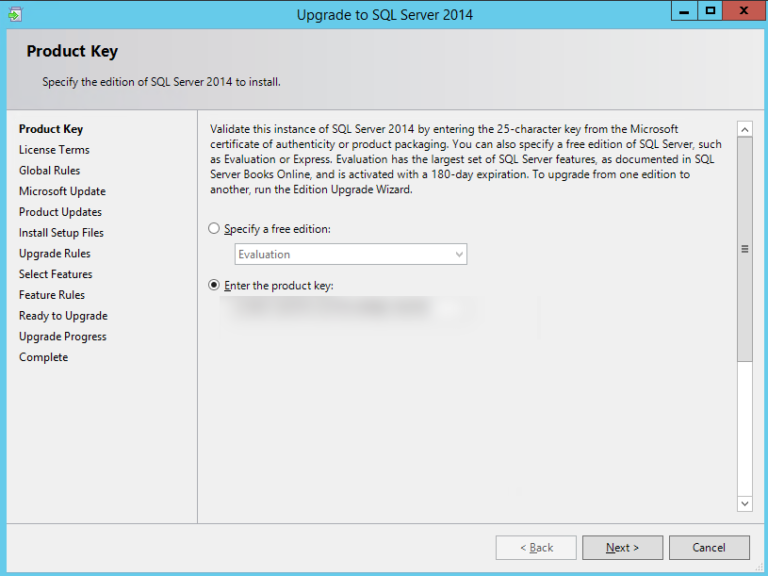 Upgrade to SQL Server 2014
Product Key
Specify the edition of SQL Server 2014 to install.
Product Key
License Terms
Global Rules
Microsoft Update
Product Updates
Install Setup Files
Upgrade Rules
Select Features
Feature Rules
Ready to Upgrade
Upgrade Progress
Complete
Validate this instance of SQL Server 2014 by entering the 25-character key from the Microsoft
certificate of authenticity or product packaging. You can also specify a free edition of SQL Server, such
as Evaluation or Express. Evaluation has the largest set of SQL Server features, as documented in SQL
Server Books Online, and is activated with a 180-day expiration. To upgrade from one edition to
another, run the Edition Upgrade Wizard.
Specify a free edition:
Evaluation
Enter the product key:
< Back
Next >
Cancel